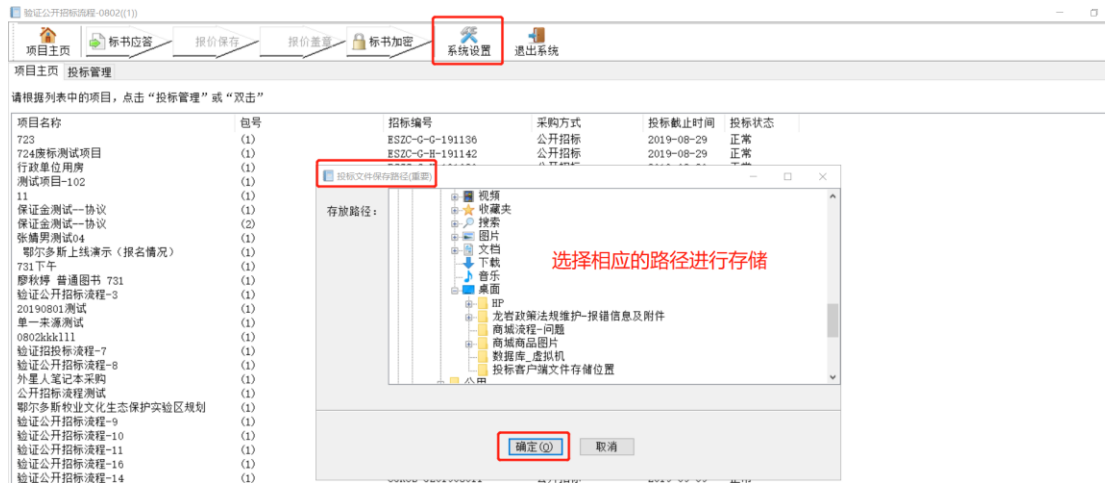 验证公开招标流程-0802((1))
项目主页 标书应答 报价保存 报价盖章 标书加密 系统设置 退出系统
项目主页 投标管理
请根据列表中的项目，点击“投标管理”或“双击”
项目名称 包号 招标编号 采购方式 投标截止时间 投标状态
723 (1) ESZC-G-G-191136 公开招标 2019-08-29 正常
724废标测试项目 (1) ESZC-G-H-191142 公开招标 2019-08-29 正常
行政单位用房 (1)
测试项目-102 (1)
11 (1)
保证金测试--协议 (1)
保证金测试--协议 (2)
张婧男测试04 (1)
鄂尔多斯上线演示（报名情况） (1)
731下午 (1)
廖秋婷 普通图书 731 (1)
验证公开招标流程-3 (1)
20190801测试 (1)
单一来源测试 (1)
0802kkklll (1)
验证招投标流程-7 (1)
验证公开招标流程-8 (1)
外星人笔记本采购 (1)
公开招标流程测试 (1)
鄂尔多斯牧业文化生态保护实验区规划 (1)
验证公开招标流程-9 (1)
验证公开招标流程-10 (1)
验证公开招标流程-11 (1)
验证公开招标流程-16 (1)
验证公开招标流程-14 (1)
投标文件保存路径(重要)
存放路径：
视频
收藏夹
搜索
图片
文档
下载
音乐
桌面
HP
龙岩政策法规维护-报错信息及附件
商城流程-问题
商城商品图片
数据库_虚拟机
投标客户端文件存储位置
公用
选择相应的路径进行存储
确定(O) 取消